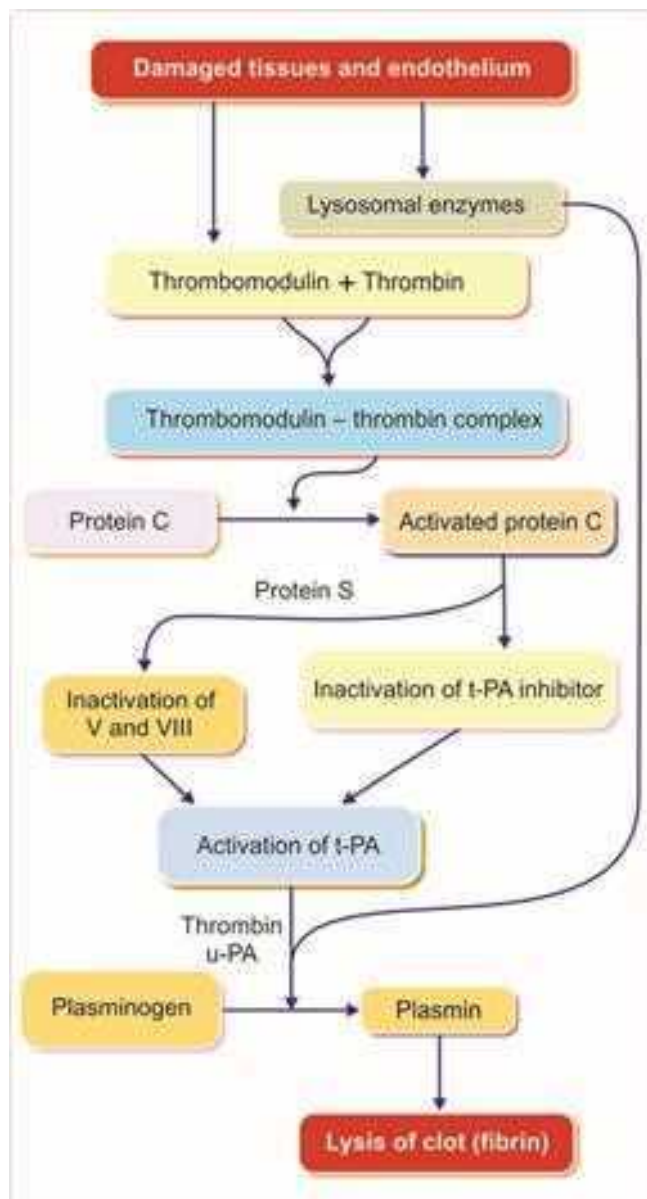 Damaged tissues and endothelium
Lysosomal enzymes
Thrombomodulin + Thrombin
Thrombomodulin – thrombin complex
Protein C
Activated protein C
Protein S
Inactivation of
V and VIII
Inactivation of t-PA inhibitor
Activation of t-PA
Thrombin
u-PA
Plasminogen
Plasmin
Lysis of clot (fibrin)